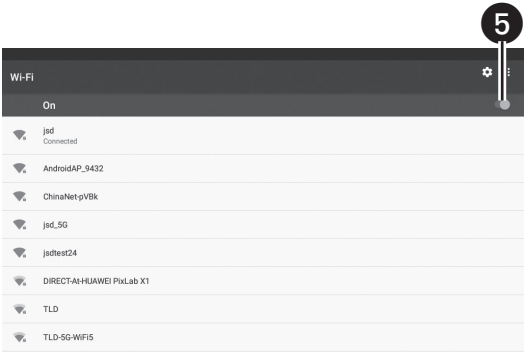 5
Wi-Fi
On
jsd
Connected
AndroidAP_9432
ChinaNet-pVBk
jsd_5G
jsdtest24
DIRECT-At-HUAWEI PixLab X1
TLD
TLD-5G-WiFi5